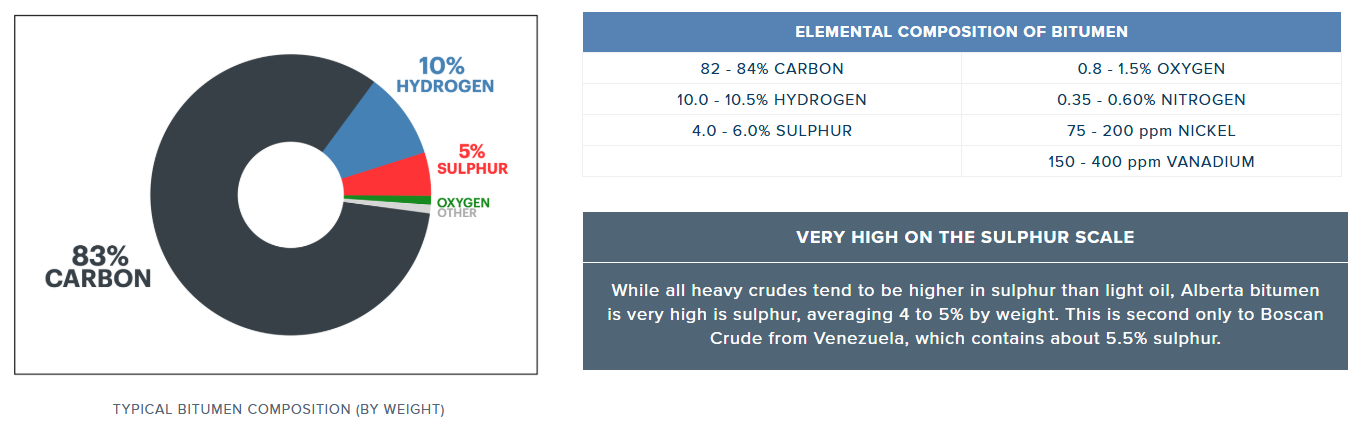 10%
HYDROGEN
5%
SULPHUR
OXYGEN
OTHER
83%
CARBON
TYPICAL BITUMEN COMPOSITION (BY WEIGHT)
ELEMENTAL COMPOSITION OF BITUMEN
82 - 84% CARBON
0.8 - 1.5% OXYGEN
10.0 - 10.5% HYDROGEN
0.35 - 0.60% NITROGEN
4.0 - 6.0% SULPHUR
75 - 200 ppm NICKEL
150 - 400 ppm VANADIUM
VERY HIGH ON THE SULPHUR SCALE
While all heavy crudes tend to be higher in sulphur than light oil, Alberta bitumen
is very high is sulphur, averaging 4 to 5% by weight. This is second only to Boscan
Crude from Venezuela, which contains about 5.5% sulphur.